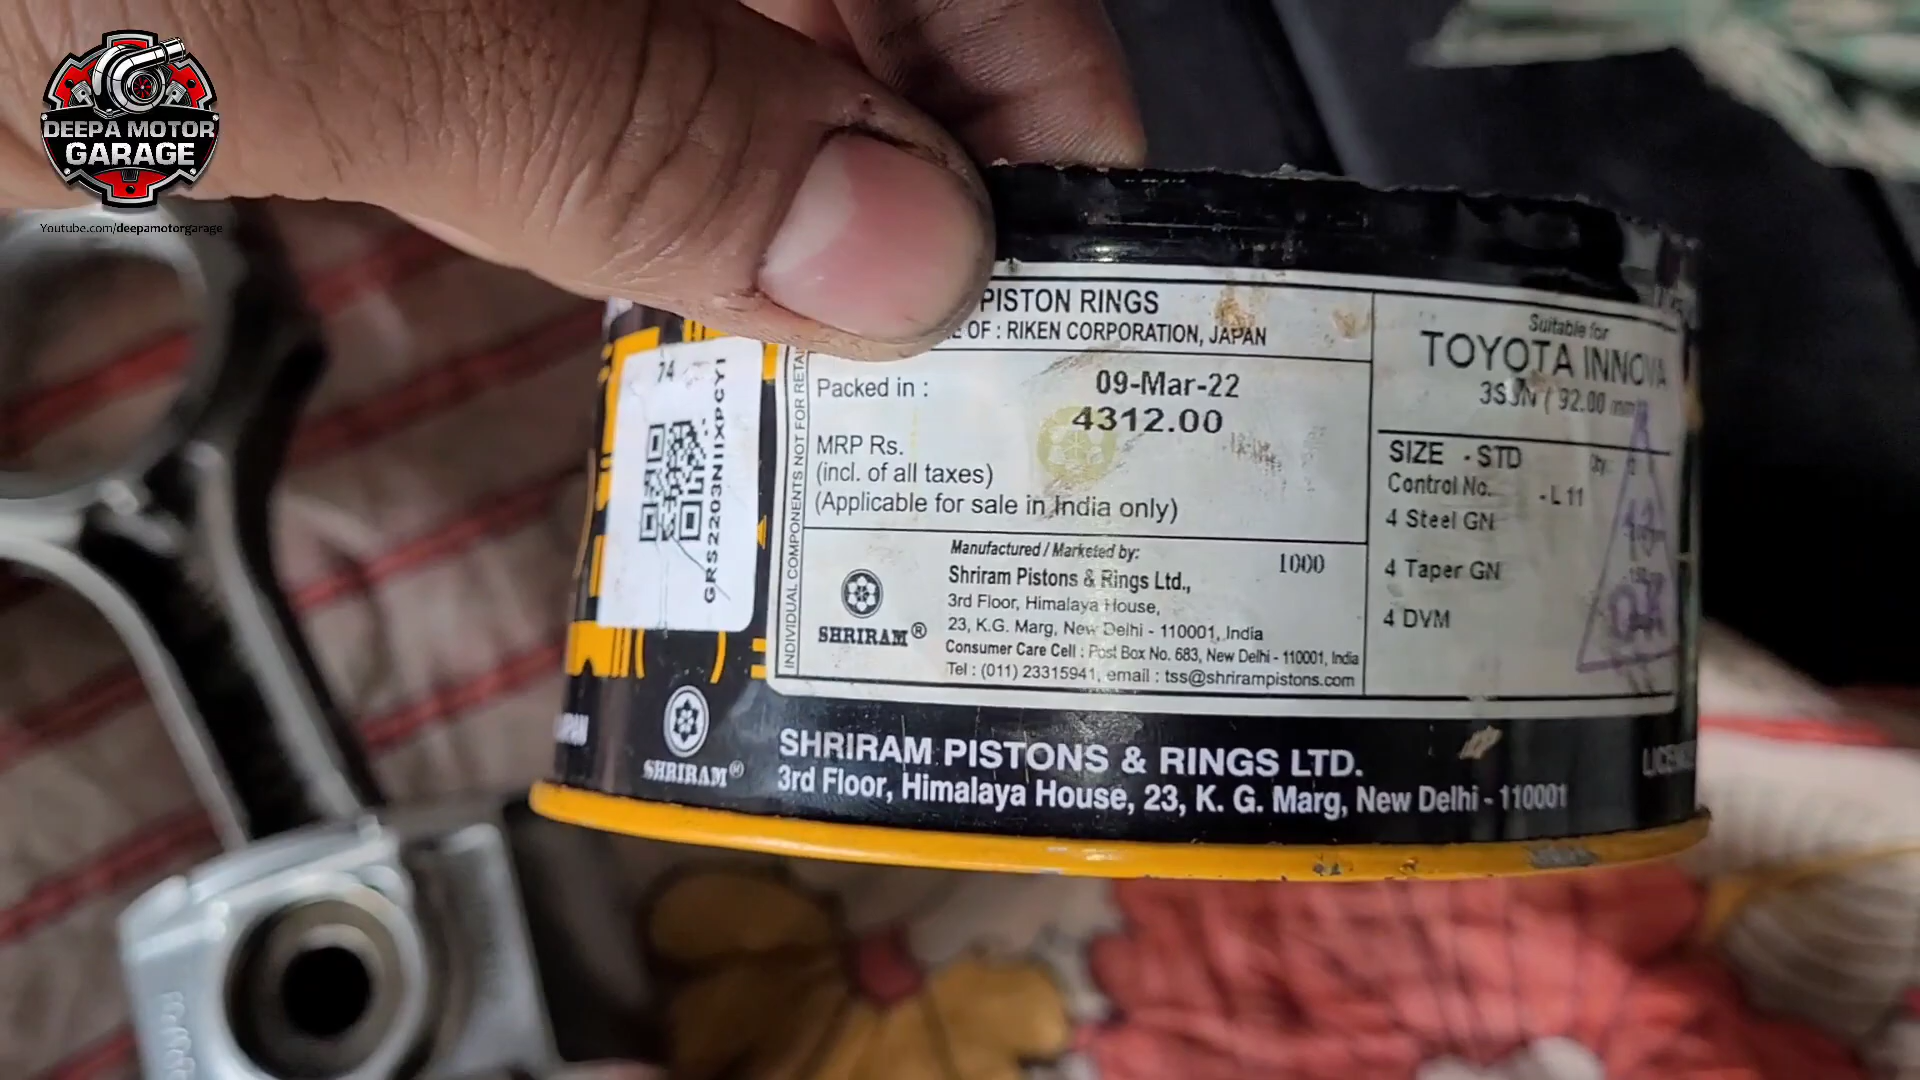 DEEPA MOTOR
GARAGE
Youtube.com/deepamotorgarage
PISTON RINGS
OF : RIKEN CORPORATION, JAPAN
Packed in : 09-Mar-22
4312.00
MRP Rs.
(incl. of all taxes)
(Applicable for sale in India only)
Manufactured / Marketed by: 1000
Shriram Pistons & Rings Ltd.,
3rd Floor, Himalaya House,
23, K.G. Marg, New Delhi - 110001, India
Consumer Care Cell : Post Box No. 683, New Delhi - 110001, India
Tel : (011) 23315941, email : tss@shrirampistons.com
SHRIRAM®
Suitable for
TOYOTA INNOVA
( 92.00 mm
SIZE - STD
Control No. - L 11
4 Steel GN
4 Taper GN
4 DVM
INDIVIDUAL COMPONENTS NOT FOR
74
GRS2203NIIXPCYI
SHRIRAM®
SHRIRAM PISTONS & RINGS LTD.
3rd Floor, Himalaya House, 23, K. G. Marg, New Delhi - 110001